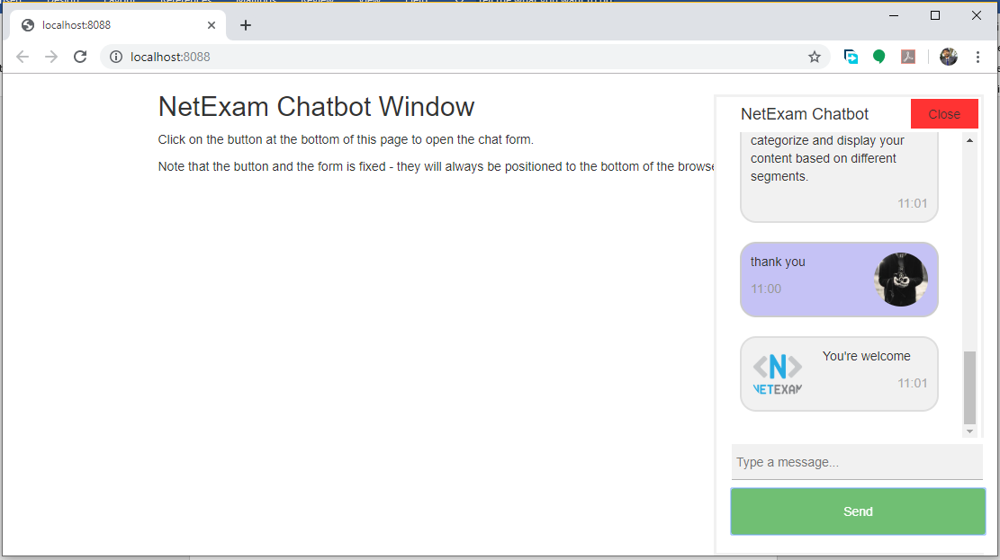 localhost:8088
localhost:8088
NetExam Chatbot Window
Click on the button at the bottom of this page to open the chat form.
Note that the button and the form is fixed - they will always be positioned to the bottom of the browse
NetExam Chatbot
Close
categorize and display your
content based on different
segments.
11:01
thank you
11:00
<N>
NETEXAM
You're welcome
11:01
Type a message...
Send